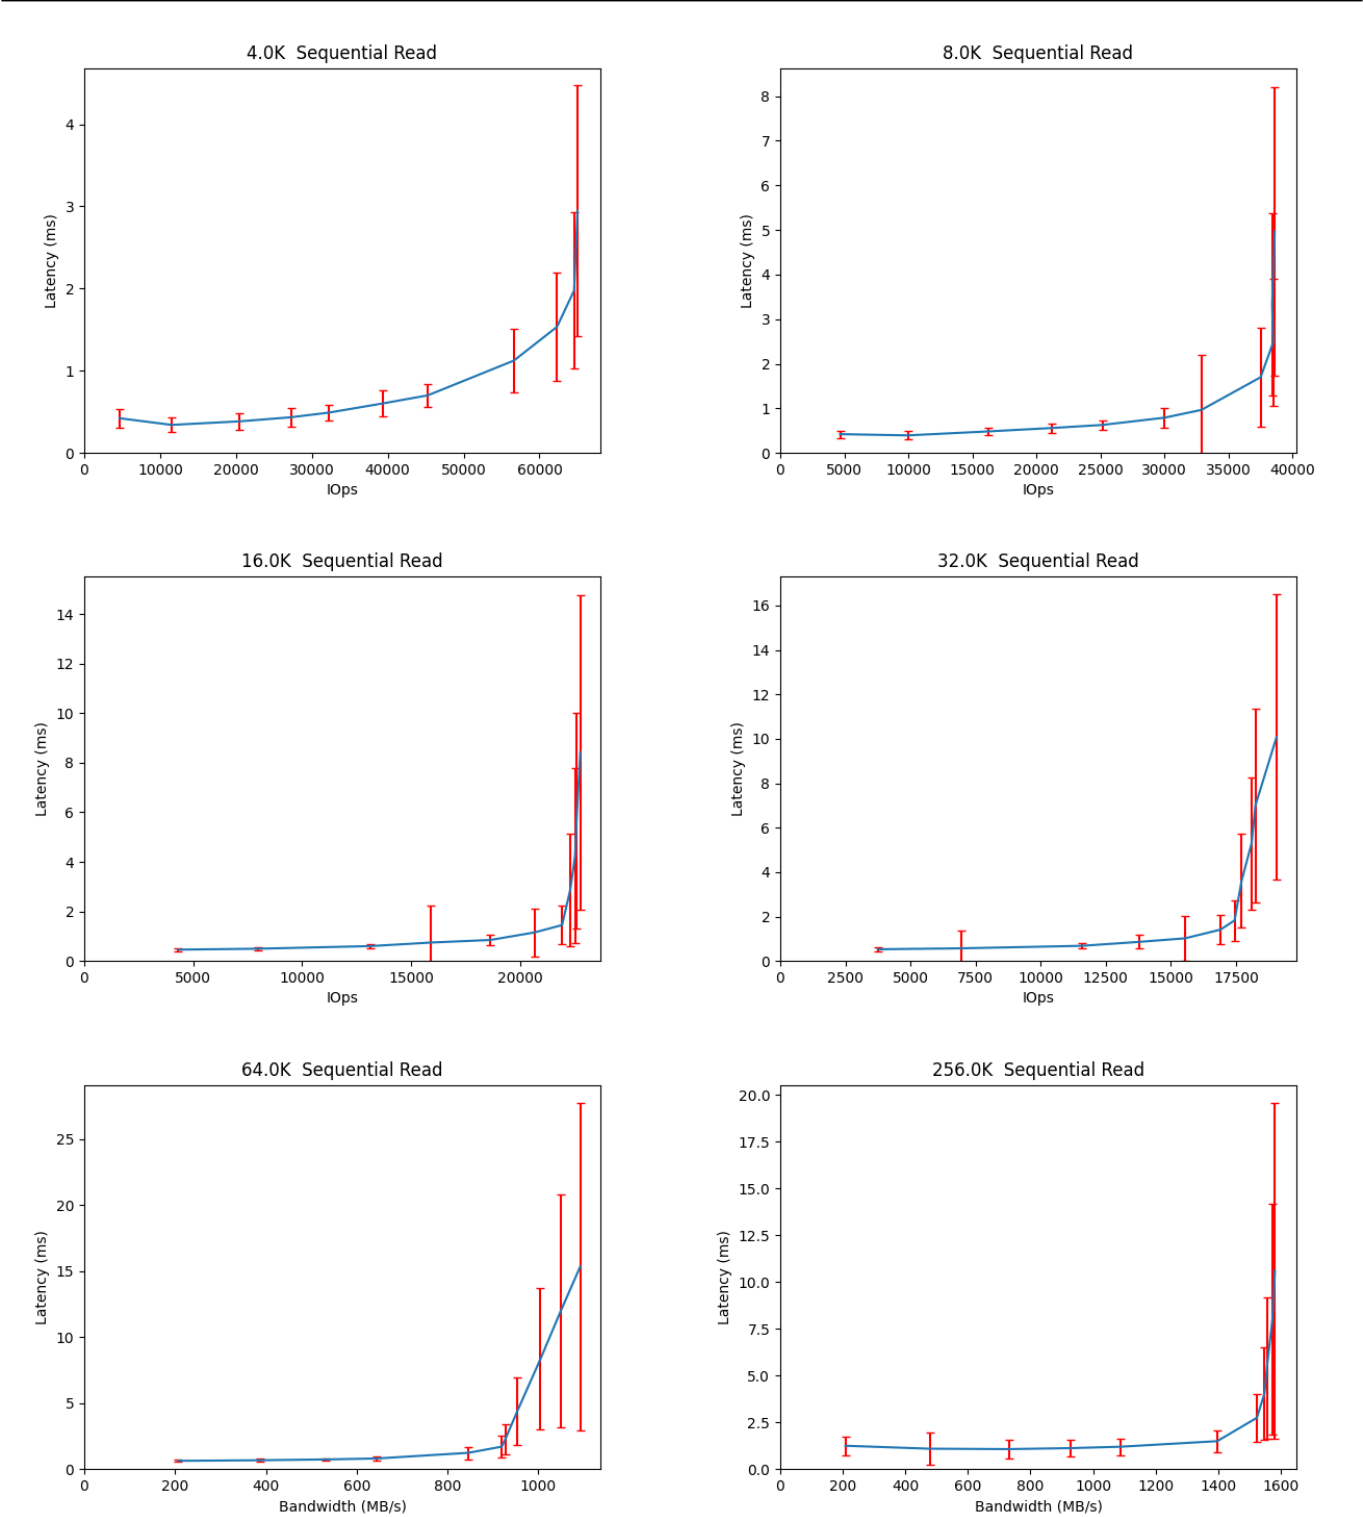 4.0K  Sequential Read
Latency (ms)
4
3
2
1
0
0 10000 20000 30000 40000 50000 60000
IOps
8.0K  Sequential Read
Latency (ms)
8
7
6
5
4
3
2
1
0
0 5000 10000 15000 20000 25000 30000 35000 40000
IOps
16.0K  Sequential Read
Latency (ms)
14
12
10
8
6
4
2
0
0 5000 10000 15000 20000
IOps
32.0K  Sequential Read
Latency (ms)
16
14
12
10
8
6
4
2
0
0 2500 5000 7500 10000 12500 15000 17500
IOps
64.0K  Sequential Read
Latency (ms)
25
20
15
10
5
0
0 200 400 600 800 1000
Bandwidth (MB/s)
256.0K  Sequential Read
Latency (ms)
20.0
17.5
15.0
12.5
10.0
7.5
5.0
2.5
0.0
0 200 400 600 800 1000 1200 1400 1600
Bandwidth (MB/s)